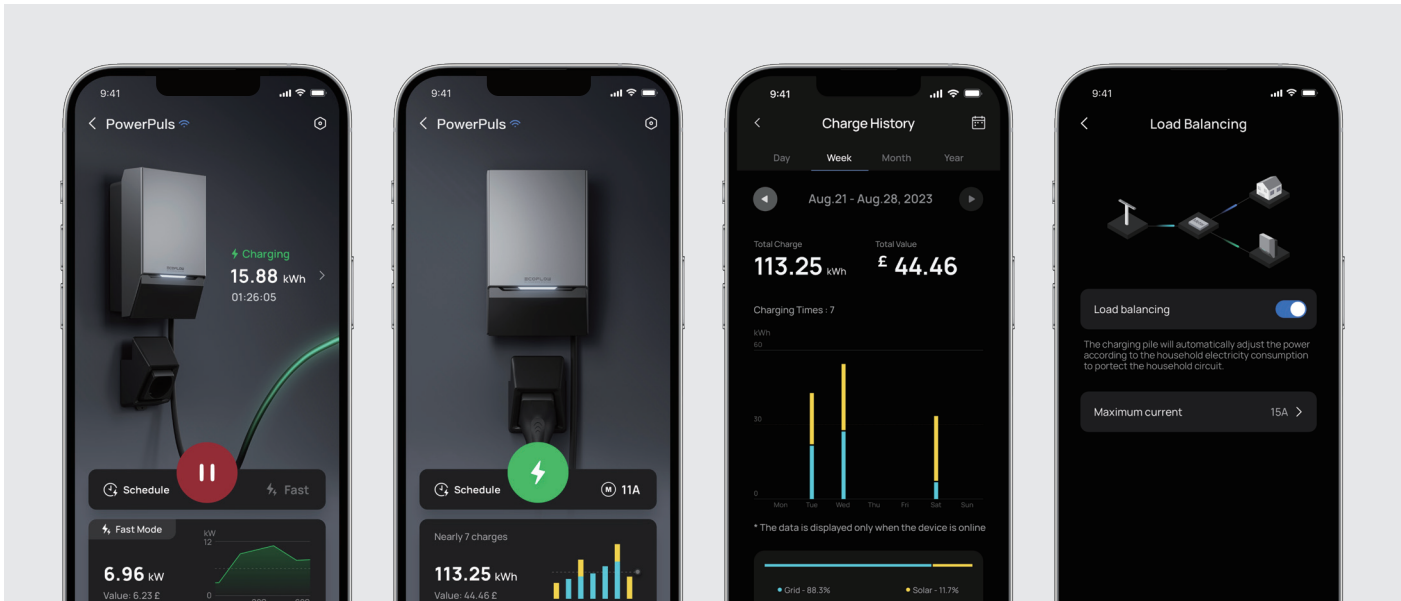 9:41
PowerPuls
ECOFLOW
Charging
15.88 kWh
01:26:05
Schedule
Fast
Fast Mode
6.96 kW
Value: 6.23 £
kW
12
0
9:41
PowerPuls
ECOFLOW
Schedule
M 11A
Nearly 7 charges
113.25 kWh
Value: 44.46 £
9:41
Charge History
Day Week Month Year
Aug.21 - Aug.28, 2023
Total Charge Total Value
113.25 kWh £ 44.46
Charging Times : 7
kWh
60
30
0
Mon Tue Wed Thu Fri Sat Sun
* The data is displayed only when the device is online
Grid - 88.3% Solar - 11.7%
9:41
Load Balancing
Load balancing
The charging pile will automatically adjust the power
according to the household electricity consumption
to portect the household circuit.
Maximum current 15A